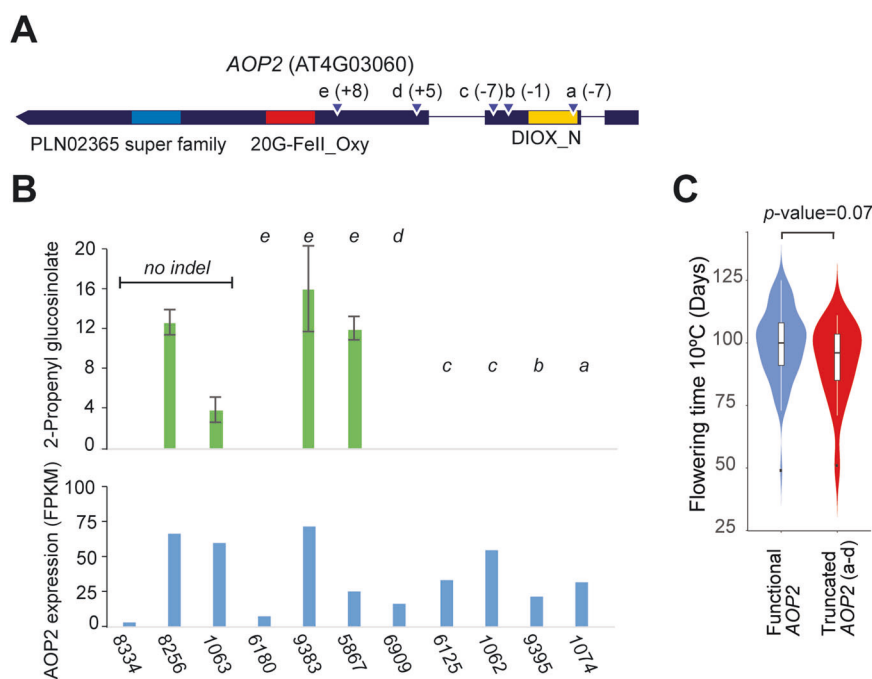 A
AOP2 (AT4G03060)
e (+8) d (+5) c (-7) b (-1) a (-7)
PLN02365 super family 20G-FeII_Oxy DIOX_N
B
2-Propenyl glucosinolate
20
16
12
8
4
0
no indel
e e e d
c c b a
AOP2 expression (FPKM)
100
75
50
25
0
8334 8256 1063 6180 9383 5867 6909 6125 1062 9395 1074
C
p-value=0.07
Flowering time 10ºC (Days)
125
100
75
50
25
Functional
AOP2
Truncated
AOP2 (a-d)